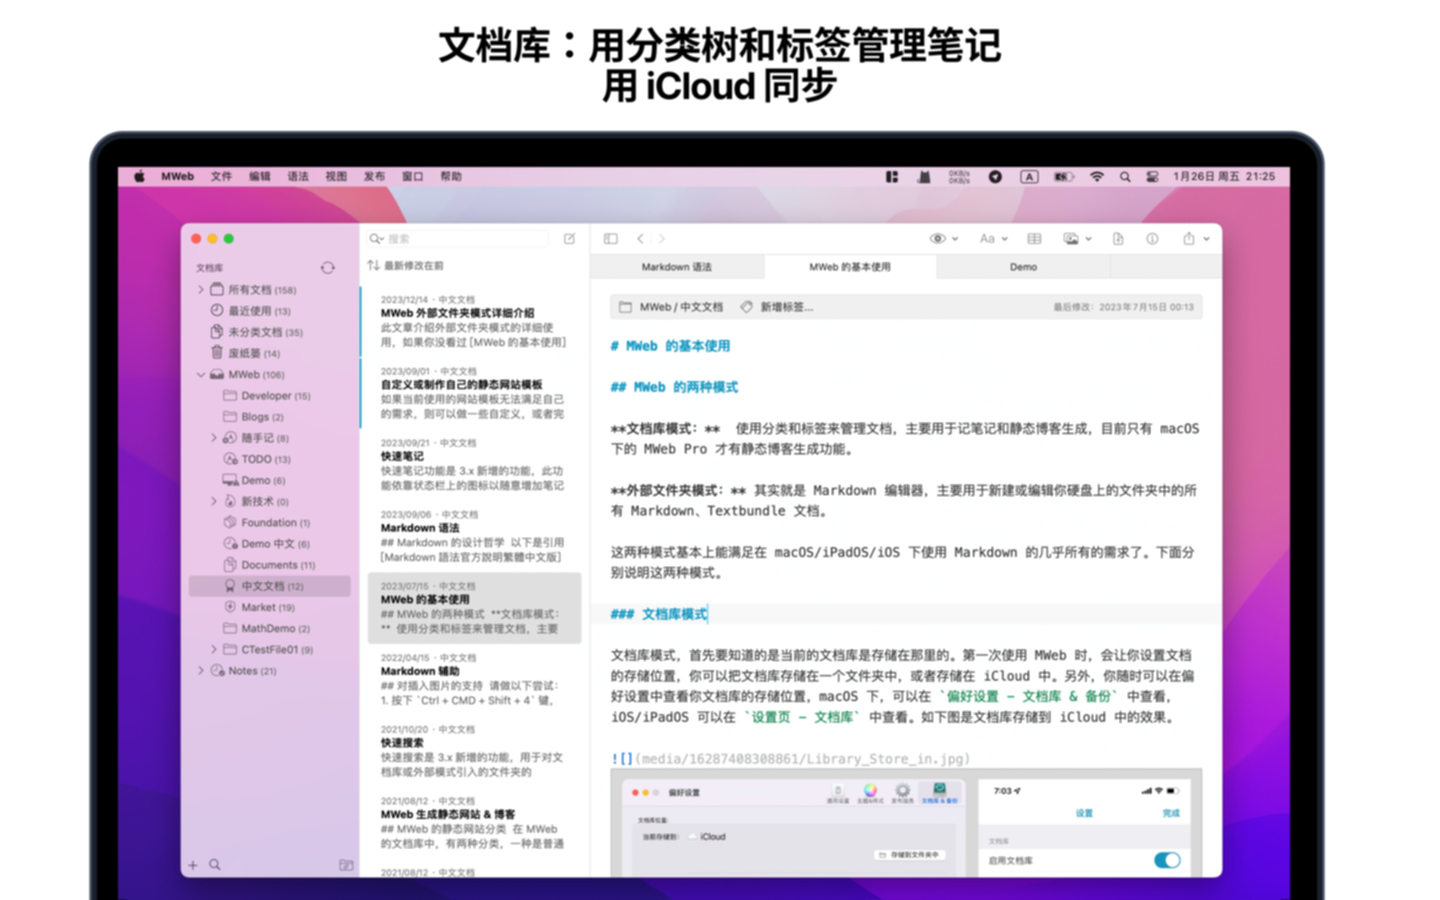 文档库：用分类树和标签管理笔记
用 iCloud 同步
MWeb 文件 编辑 语法 视图 发布 窗口 帮助
0KB/s
0KB/s
A
1月26日 周五 21:25
文档库
所有文档 (158)
最近使用 (13)
未分类文档 (35)
废纸篓 (14)
MWeb (106)
Developer (15)
Blogs (2)
随手记 (8)
TODO (13)
Demo (6)
新技术 (0)
Foundation (1)
Demo 中文 (6)
Documents (11)
中文文档 (12)
Market (19)
MathDemo (2)
CTestFile01 (9)
Notes (21)
搜索
最新修改在前
2023/12/14 · 中文文档
MWeb 外部文件夹模式详细介绍
此文章介绍外部文件夹模式的详细使
用，如果你没看过 [MWeb 的基本使用]
2023/09/01 · 中文文档
自定义或制作自己的静态网站模板
如果当前使用的网站模板无法满足自己
的需求，则可以做一些自定义，或者完
2023/09/21 · 中文文档
快速笔记
快速笔记功能是 3.x 新增的功能，此功
能依靠状态栏上的图标以随意增加笔记
2023/09/06 · 中文文档
Markdown 语法
## Markdown 的设计哲学 以下是引用
[Markdown 語法官方說明繁體中文版]
2023/07/15 · 中文文档
MWeb 的基本使用
## MWeb 的两种模式 **文档库模式：
** 使用分类和标签来管理文档，主要
2022/04/15 · 中文文档
Markdown 辅助
## 对插入图片的支持 请做以下尝试：
1. 按下 `Ctrl + CMD + Shift + 4` 键，
2021/10/20 · 中文文档
快速搜索
快速搜索是 3.x 新增的功能，用于对文
档库或外部模式引入的文件夹的
2021/08/12 · 中文文档
MWeb 生成静态网站 & 博客
## MWeb 的静态网站分类 在 MWeb
的文档库中，有两种分类，一种是普通
2021/08/12 · 中文文档
Aa
Markdown 语法
MWeb 的基本使用
Demo
MWeb / 中文文档 新增标签... 最后修改：2023年7月15日 00:13
# MWeb 的基本使用
## MWeb 的两种模式
**文档库模式：** 使用分类和标签来管理文档，主要用于记笔记和静态博客生成，目前只有 macOS
下的 MWeb Pro 才有静态博客生成功能。
**外部文件夹模式：** 其实就是 Markdown 编辑器，主要用于新建或编辑你硬盘上的文件夹中的所
有 Markdown、Textbundle 文档。
这两种模式基本上能满足在 macOS/iPadOS/iOS 下使用 Markdown 的几乎所有的需求了。下面分
别说明这两种模式。
### 文档库模式
文档库模式，首先要知道的是当前的文档库是存储在那里的。第一次使用 MWeb 时，会让你设置文档
的存储位置，你可以把文档库存储在一个文件夹中，或者存储在 iCloud 中。另外，你随时可以在偏
好设置中查看你文档库的存储位置，macOS 下，可以在 `偏好设置 - 文档库 & 备份` 中查看，
iOS/iPadOS 可以在 `设置页 - 文档库` 中查看。如下图是文档库存储到 iCloud 中的效果。
![](media/16287408308861/Library_Store_in.jpg)
偏好设置
文档库 & 备份
文档库位置：
当前存储到： iCloud
存储到文件夹中
7:03
设置 完成
文档库
启用文档库